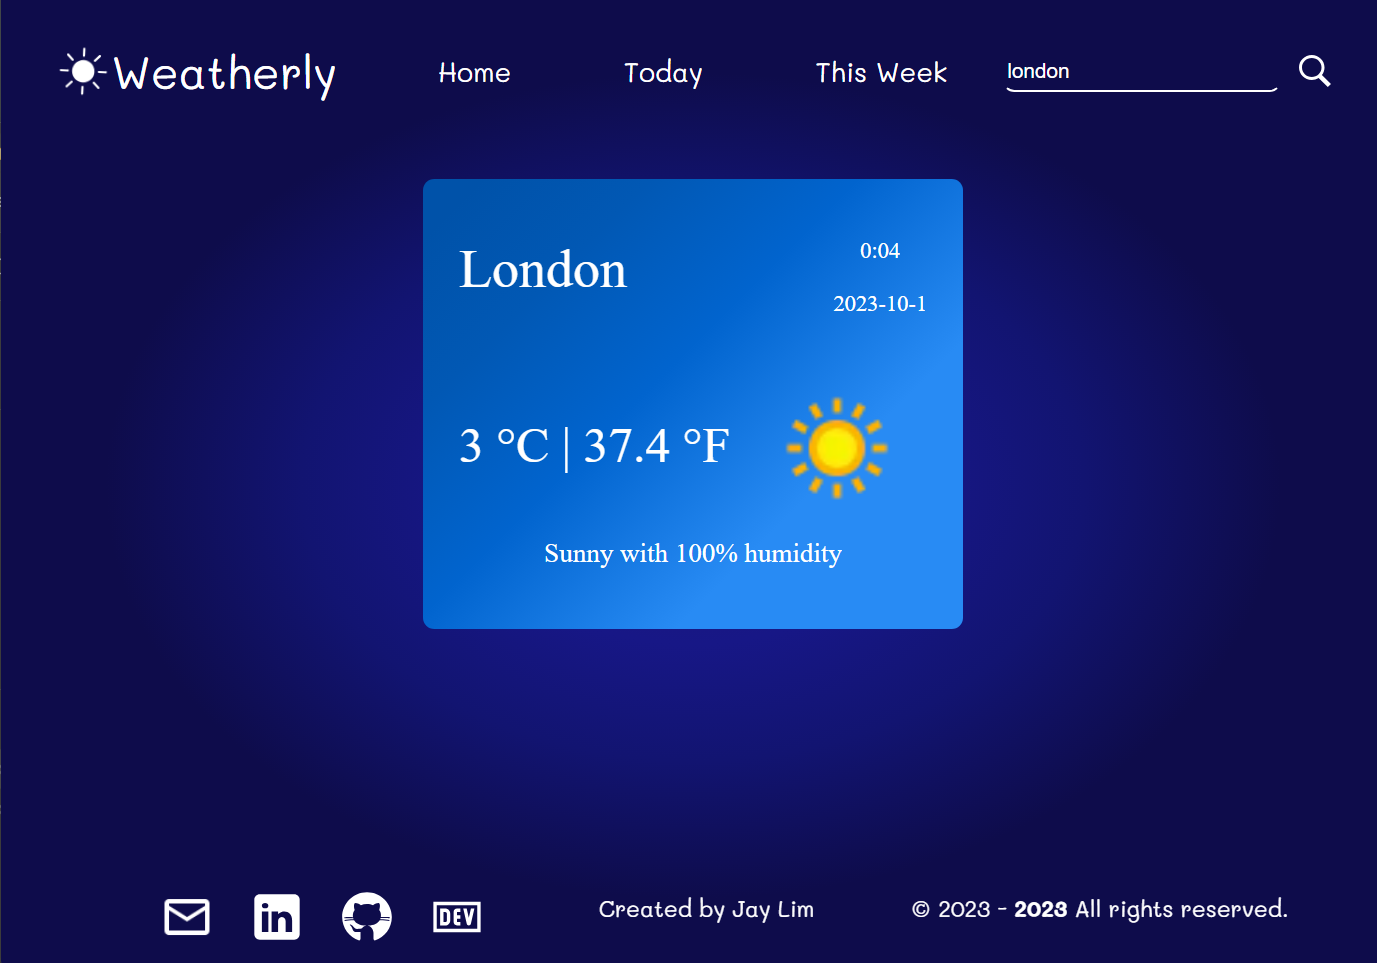 Weatherly
Home
Today
This Week
london
London
0:04
2023-10-1
3 °C | 37.4 °F
Sunny with 100% humidity
in
DEV
Created by Jay Lim
© 2023 - 2023 All rights reserved.